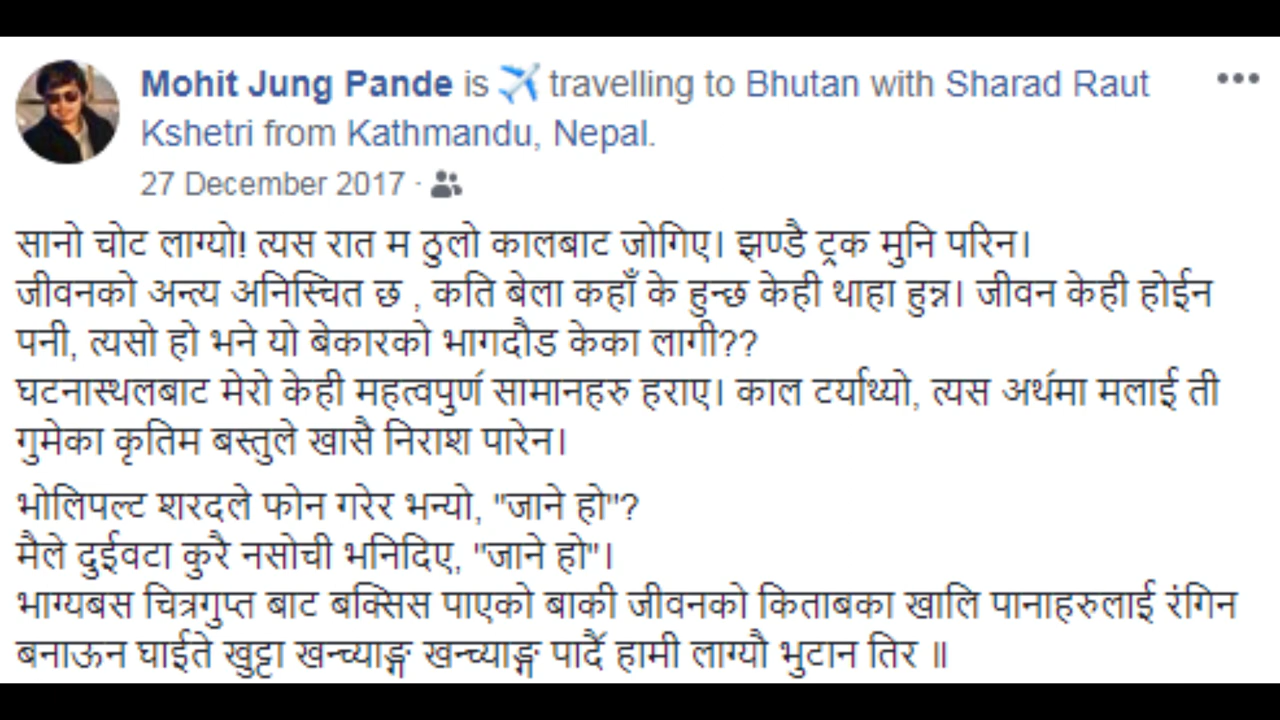 Mohit Jung Pande is ✈️ travelling to Bhutan with Sharad Raut
Kshetri from Kathmandu, Nepal.
27 December 2017 ·
सानो चोट लाग्यो! त्यस रात म ठुलो कालबाट जोगिए। झण्डै ट्रक मुनि परिन।
जीवनको अन्त्य अनिस्चित छ , कति बेला कहाँ के हुन्छ केही थाहा हुन्न। जीवन केही होईन
पनी, त्यसो हो भने यो बेकारको भागदौड केका लागी??
घटनास्थलबाट मेरो केही महत्वपुर्ण सामानहरु हराए। काल टर्याथ्यो, त्यस अर्थमा मलाई ती
गुमेका कृतिम बस्तुले खासै निराश पारेन।
भोलिपल्ट शरदले फोन गरेर भन्यो, "जाने हो"?
मैले दुईवटा कुरै नसोची भनिदिए, "जाने हो"।
भाग्यबस चित्रगुप्त बाट बक्सिस पाएको बाकी जीवनको किताबका खालि पानाहरुलाई रंगिन
बनाऊन घाईते खुट्टा खन्च्याङ्ग खन्च्याङ्ग पार्दै हामी लाग्यौ भुटान तिर ॥